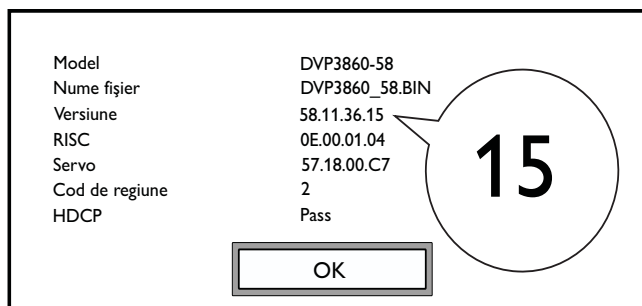 Model DVP3860-58
Nume fişier DVP3860_58.BIN
Versiune 58.11.36.15
RISC 0E.00.01.04
Servo 57.18.00.C7
Cod de regiune 2
HDCP Pass
15
OK